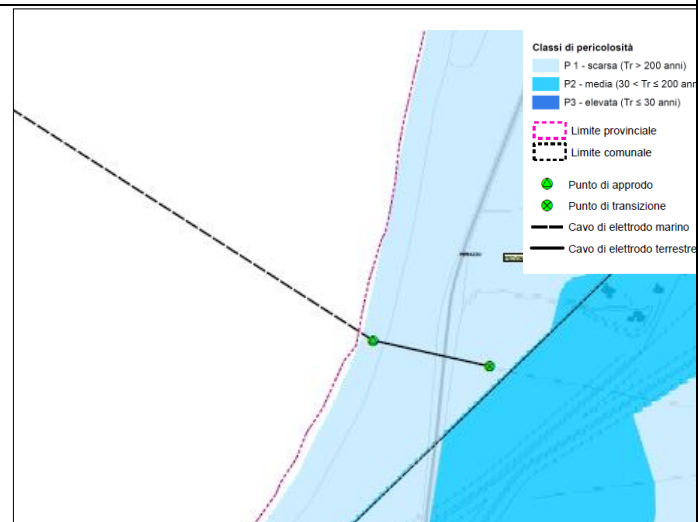 Classi di pericolosità
P 1 - scarsa (Tr > 200 anni)
P2 - media (30 < Tr ≤ 200 ann
P3 - elevata (Tr ≤ 30 anni)
Limite provinciale
Limite comunale
Punto di approdo
Punto di transizione
Cavo di elettrodo marino
Cavo di elettrodo terrestre